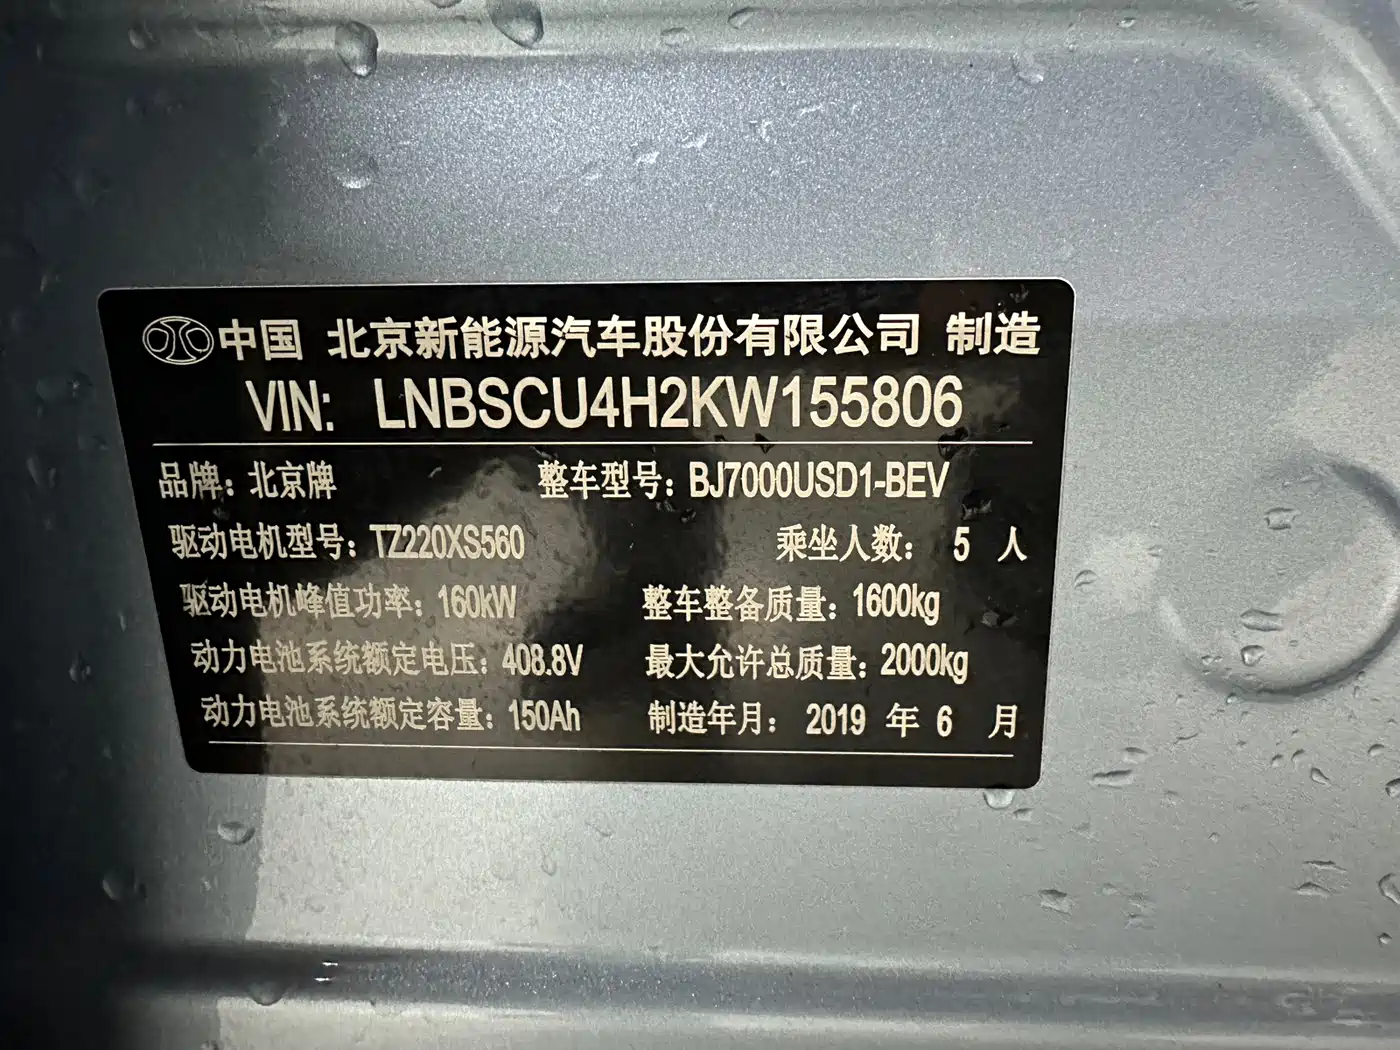 中国 北京新能源汽车股份有限公司 制造
VIN: LNBSCU4H2KW155806
品牌：北京牌 整车型号：BJ7000USD1-BEV
驱动电机型号：TZ220XS560 乘坐人数： 5 人
驱动电机峰值功率：160kW 整车整备质量：1600kg
动力电池系统额定电压：408.8V 最大允许总质量：2000kg
动力电池系统额定容量：150Ah 制造年月： 2019 年 6 月